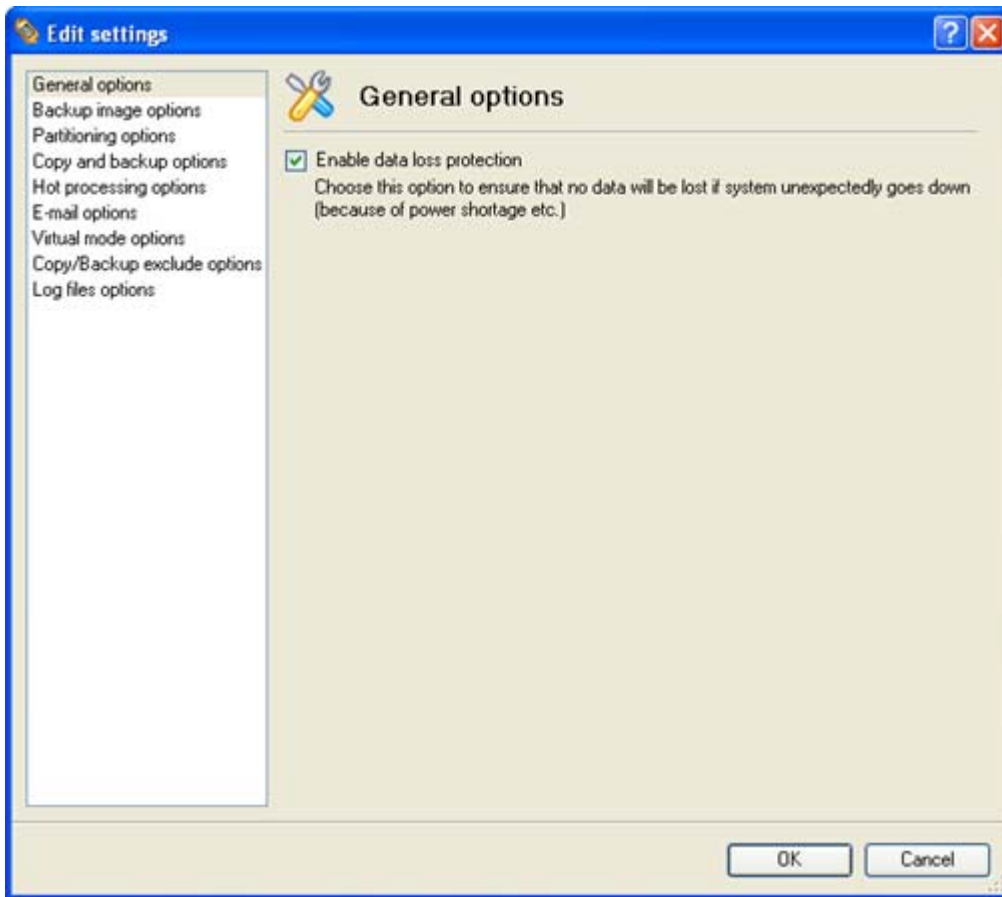 Edit settings
General options
Backup image options
Partitioning options
Copy and backup options
Hot processing options
E-mail options
Virtual mode options
Copy/Backup exclude options
Log files options
General options
Enable data loss protection
Choose this option to ensure that no data will be lost if system unexpectedly goes down
(because of power shortage etc.)
OK
Cancel